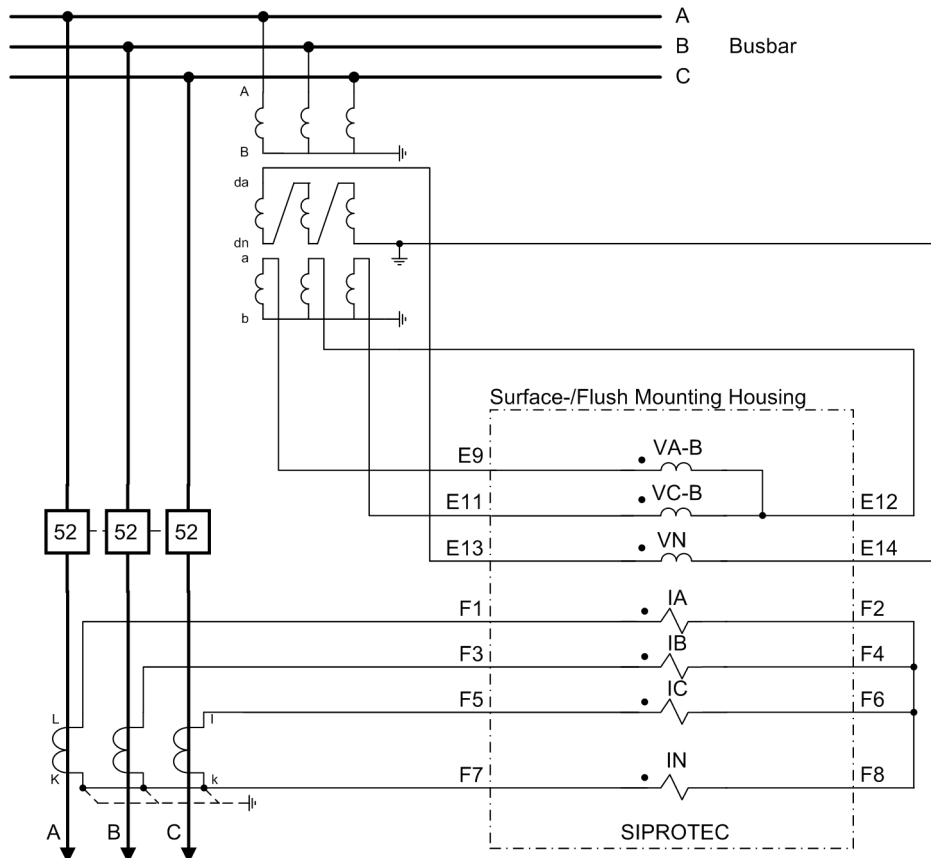 A
B Busbar
C
A
B
da
dn
a
b
Surface-/Flush Mounting Housing
E9 VA-B
E11 VC-B E12
52 52 52
E13 VN E14
F1 IA F2
F3 IB F4
F5 IC F6
L l
K k
F7 IN F8
A B C SIPROTEC